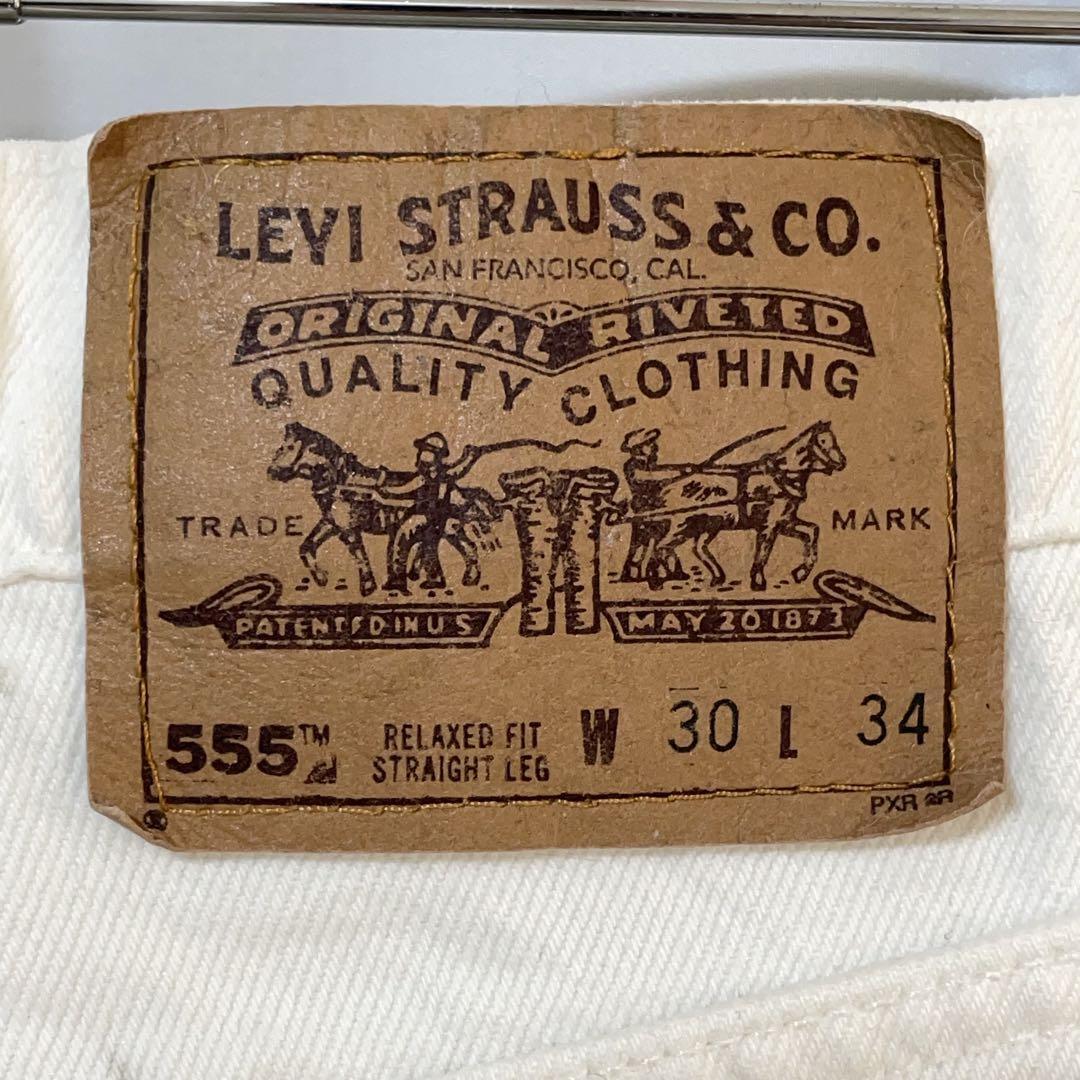 LEVI STRAUSS & CO.
SAN FRANCISCO, CAL.
ORIGINAL RIVETED
QUALITY CLOTHING
TRADE MARK
PATENTED IN U S MAY 20 1873
555™ RELAXED FIT STRAIGHT LEG W 30 L 34
®
PXR 2R